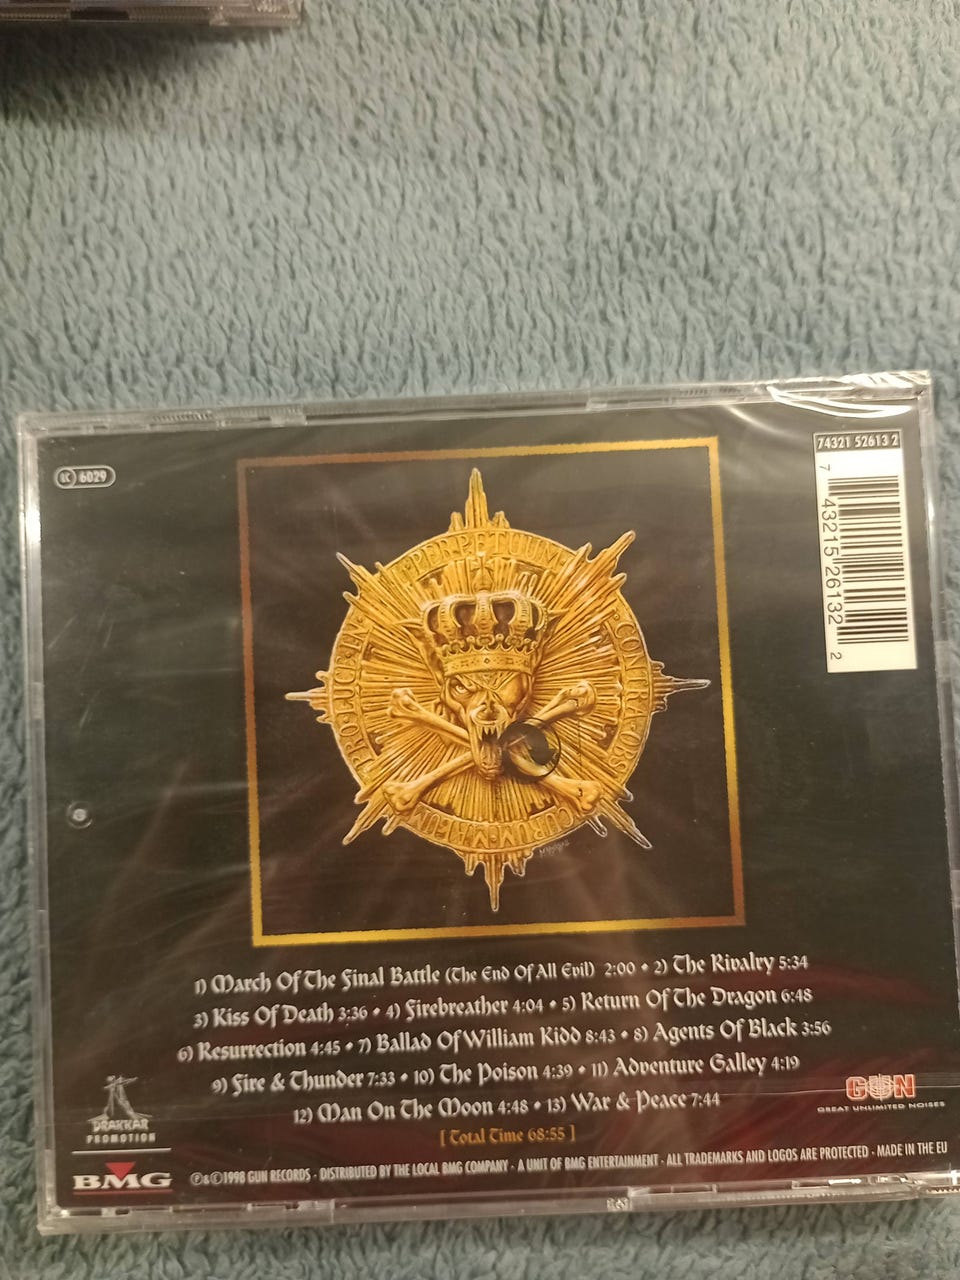 LC 6029
74321 52613 2
7 43215 26132 2
PERPETUUM
CONTRA
1) March Of The Final Battle (The End Of All Evil) 2:00 • 2) The Rivalry 5:34
3) Kiss Of Death 3:36 • 4) Firebreather 4:04 • 5) Return Of The Dragon 6:48
6) Resurrection 4:45 • 7) Ballad Of William Kidd 8:43 • 8) Agents Of Black 3:56
9) Fire & Thunder 7:33 • 10) The Poison 4:39 • 11) Adventure Galley 4:19
12) Man On The Moon 4:48 • 13) War & Peace 7:44
[ Total Time 68:55 ]
DRAKKAR
PROMOTION
GUN
GREAT UNLIMITED NOISES
BMG
℗&©1998 GUN RECORDS · DISTRIBUTED BY THE LOCAL BMG COMPANY · A UNIT OF BMG ENTERTAINMENT · ALL TRADEMARKS AND LOGOS ARE PROTECTED · MADE IN THE EU